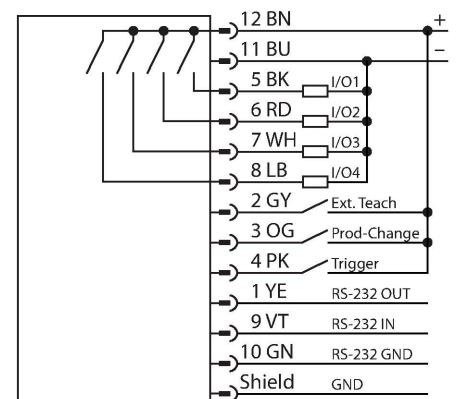 12 BN +
11 BU −
5 BK I/O1
6 RD I/O2
7 WH I/O3
8 LB I/O4
2 GY Ext. Teach
3 OG Prod-Change
4 PK Trigger
1 YE RS-232 OUT
9 VT RS-232 IN
10 GN RS-232 GND
Shield GND